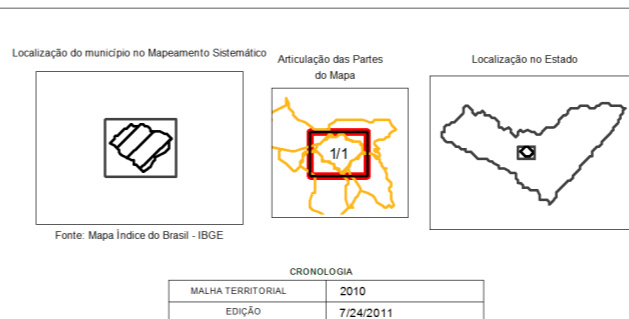 Localização do município no Mapeamento Sistemático
Articulação das Partes
do Mapa
Localização no Estado
1/1
Fonte: Mapa Índice do Brasil - IBGE
CRONOLOGIA
MALHA TERRITORIAL 2010
EDIÇÃO 7/24/2011